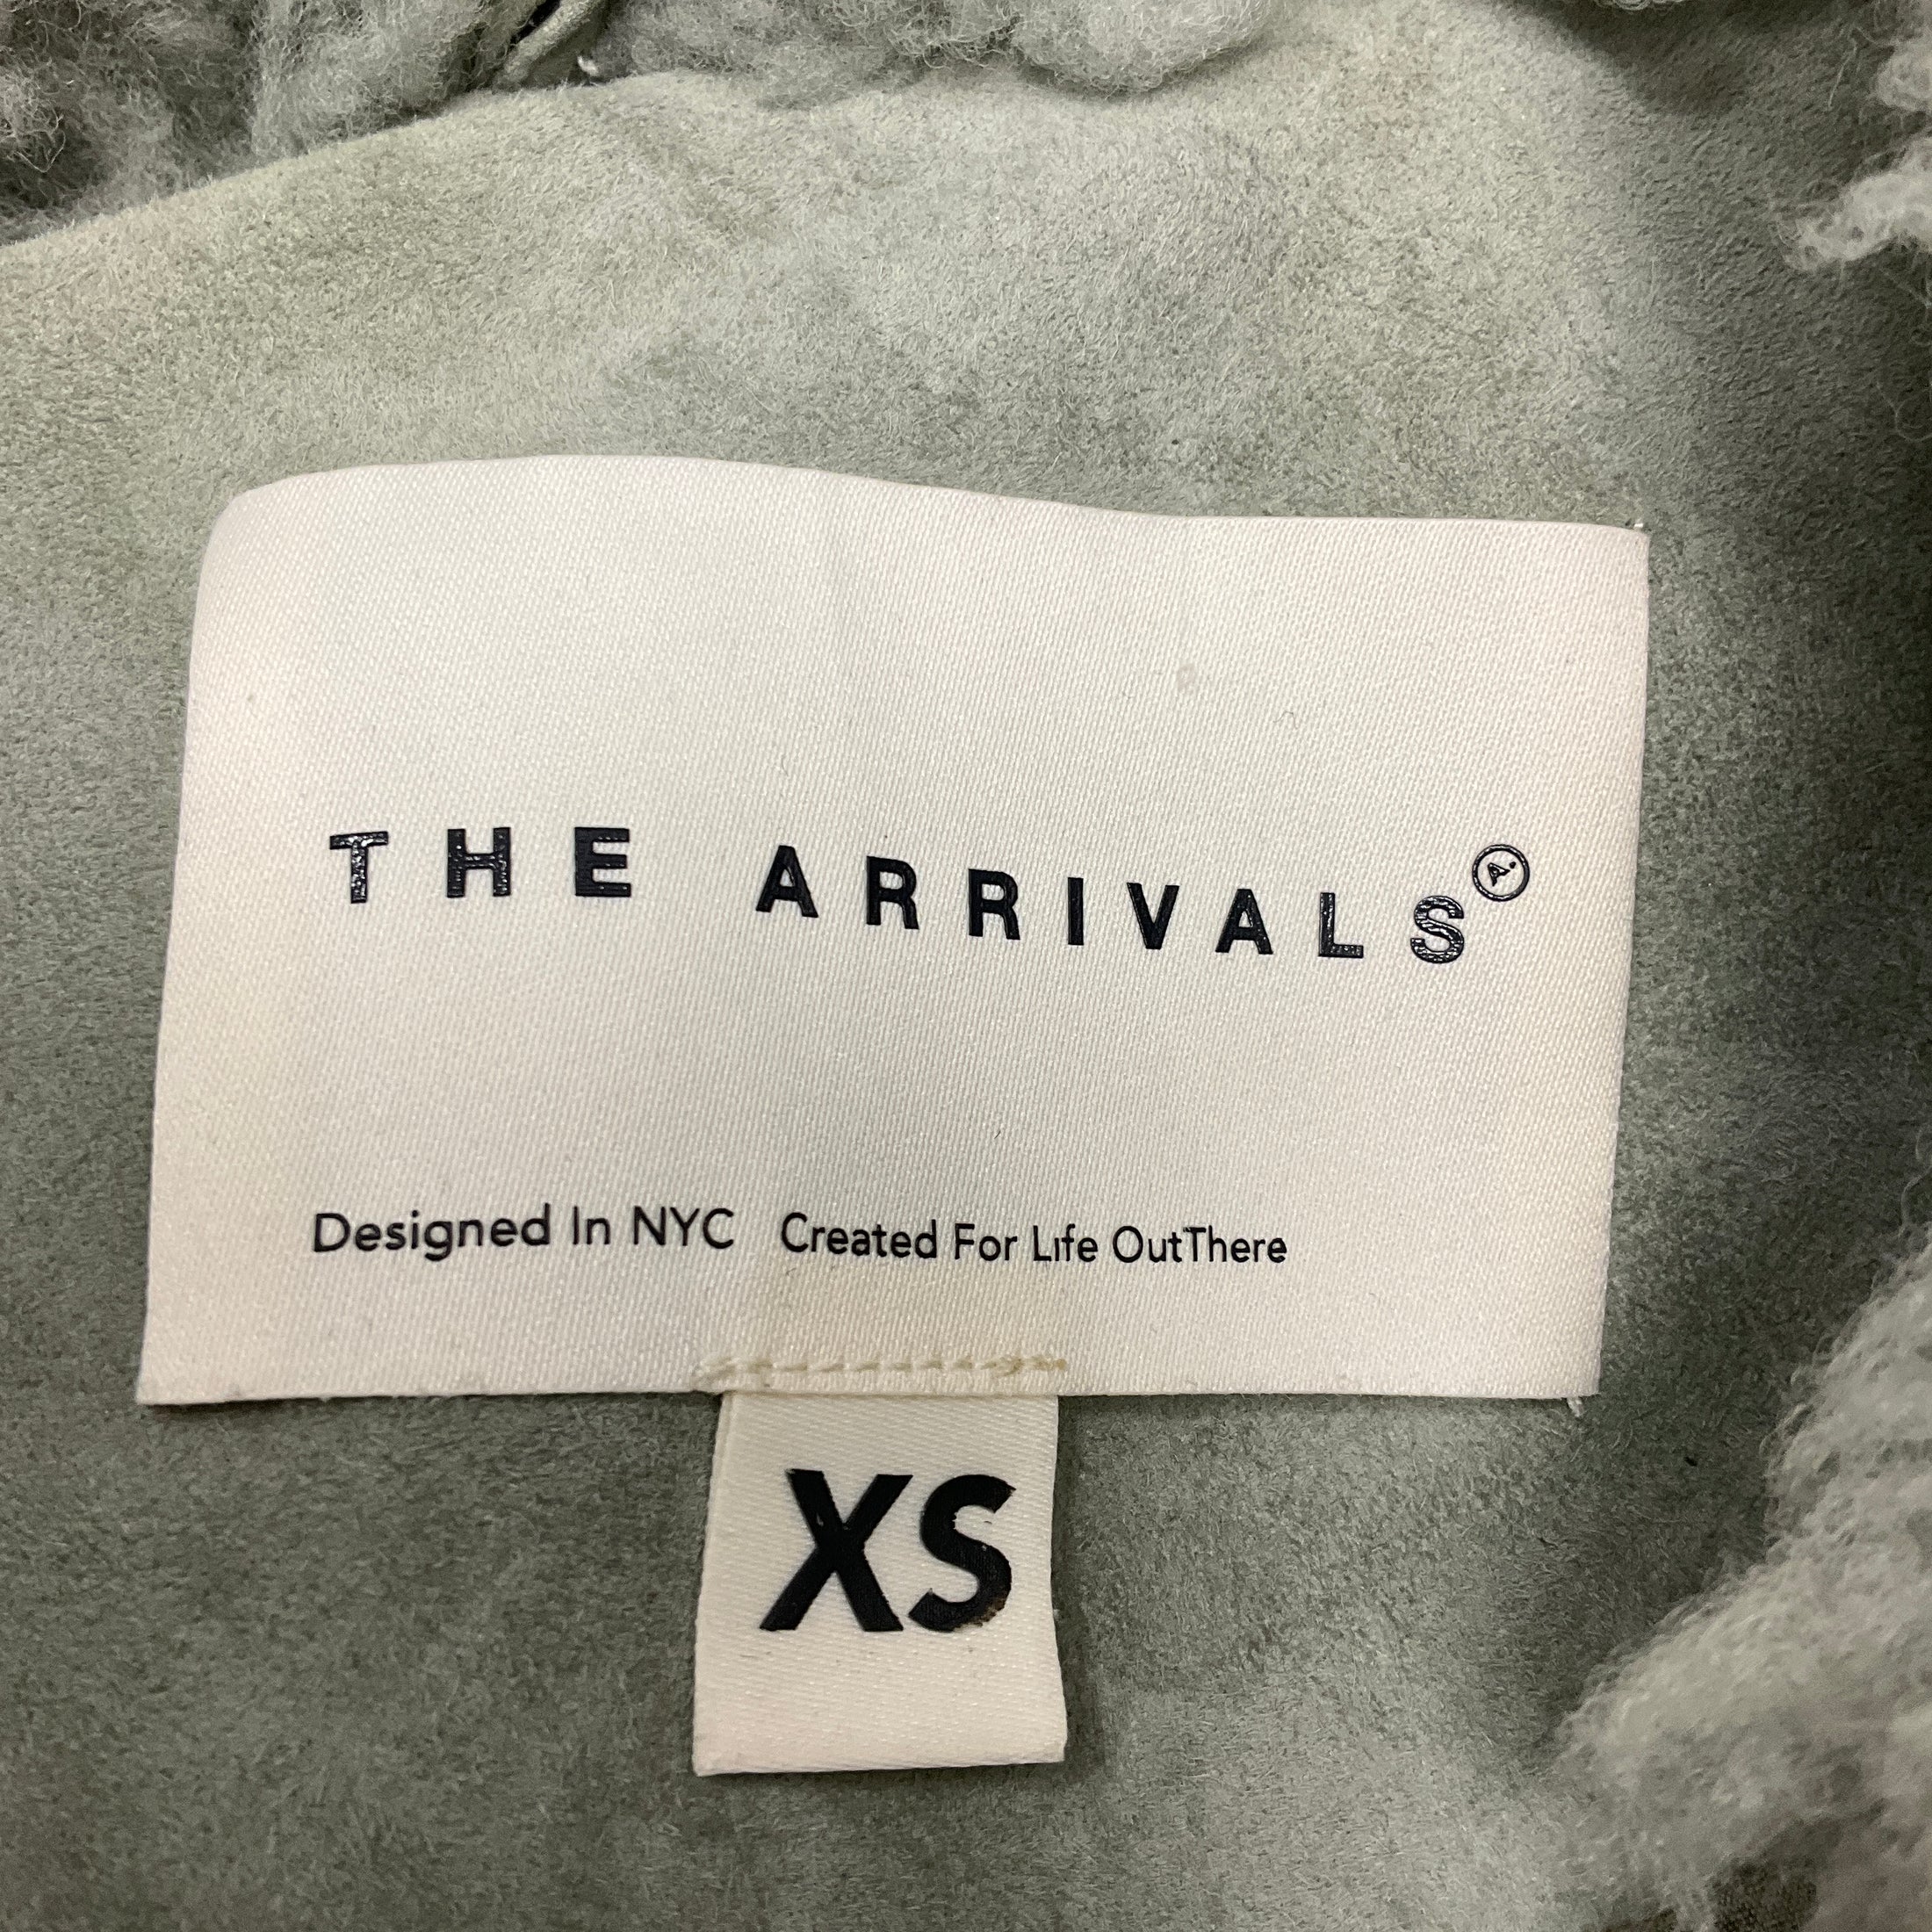 THE ARRIVALS
Designed In NYC Created For Life OutThere
XS